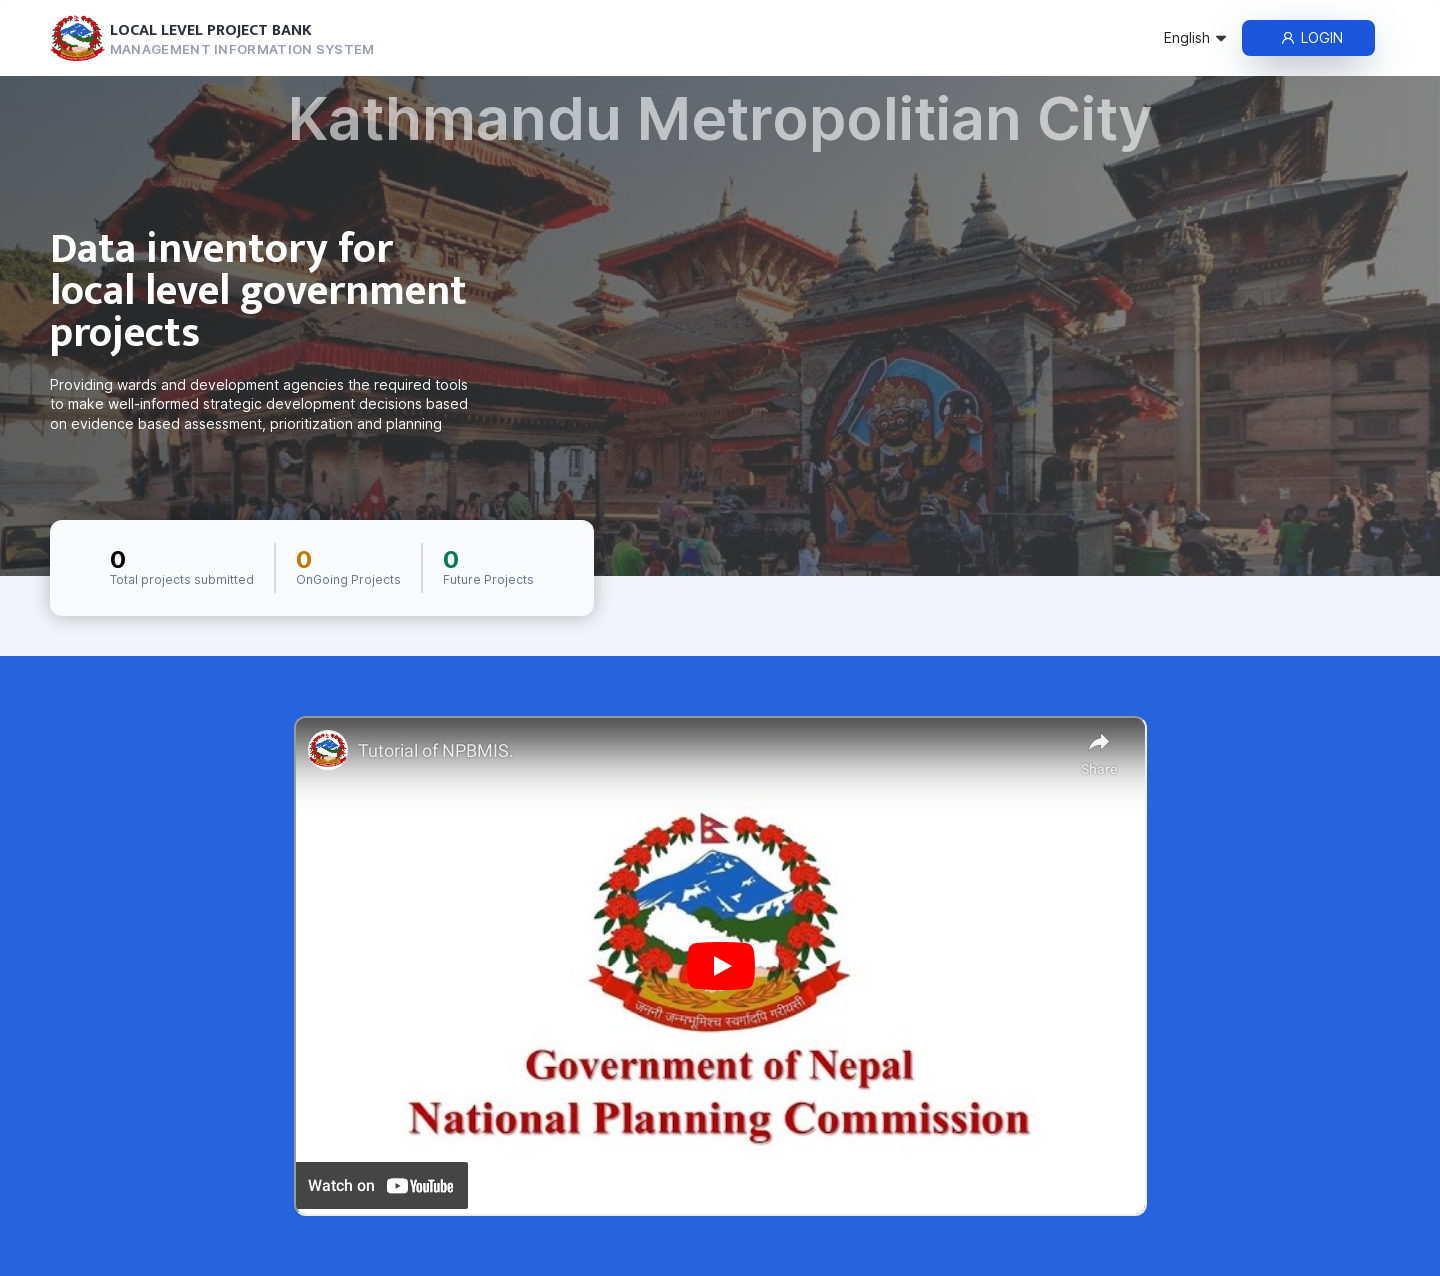 LOCAL LEVEL PROJECT BANK
MANAGEMENT INFORMATION SYSTEM
English
LOGIN
Kathmandu Metropolitian City
Data inventory for
local level government
projects
Providing wards and development agencies the required tools
to make well-informed strategic development decisions based
on evidence based assessment, prioritization and planning
0
Total projects submitted
0
OnGoing Projects
0
Future Projects
Tutorial of NPBMIS.
Share
जननी जन्मभूमिश्च स्वर्गादपि गरीयसी
Government of Nepal
National Planning Commission
Watch on YouTube